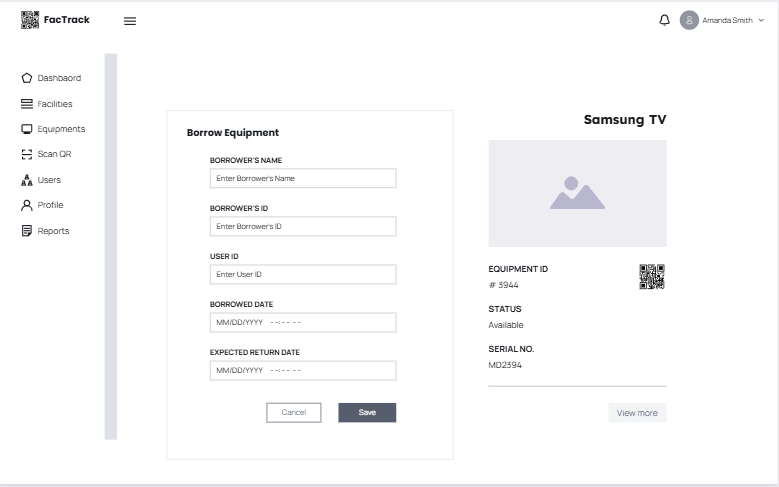 FacTrack
Amanda Smith
Dashbaord
Facilities
Equipments
Scan QR
Users
Profile
Reports
Borrow Equipment
BORROWER'S NAME
Enter Borrower's Name
BORROWER'S ID
Enter Borrower's ID
USER ID
Enter User ID
BORROWED DATE
MM/DD/YYYY --:-- --
EXPECTED RETURN DATE
MM/DD/YYYY --:-- --
Cancel
Save
Samsung TV
EQUIPMENT ID
# 3944
STATUS
Available
SERIAL NO.
MD2394
View more